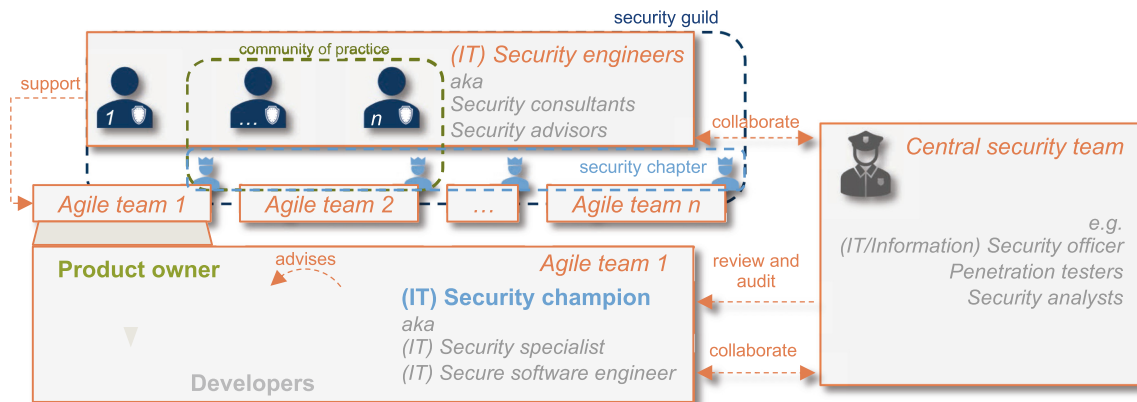 security guild
community of practice
(IT) Security engineers
aka
Security consultants
Security advisors
1
...
n
support
collaborate
security chapter
Central security team
e.g.
(IT/Information) Security officer
Penetration testers
Security analysts
Agile team 1
Agile team 2
...
Agile team n
Product owner
advises
Agile team 1
(IT) Security champion
aka
(IT) Security specialist
(IT) Secure software engineer
Developers
review and
audit
collaborate